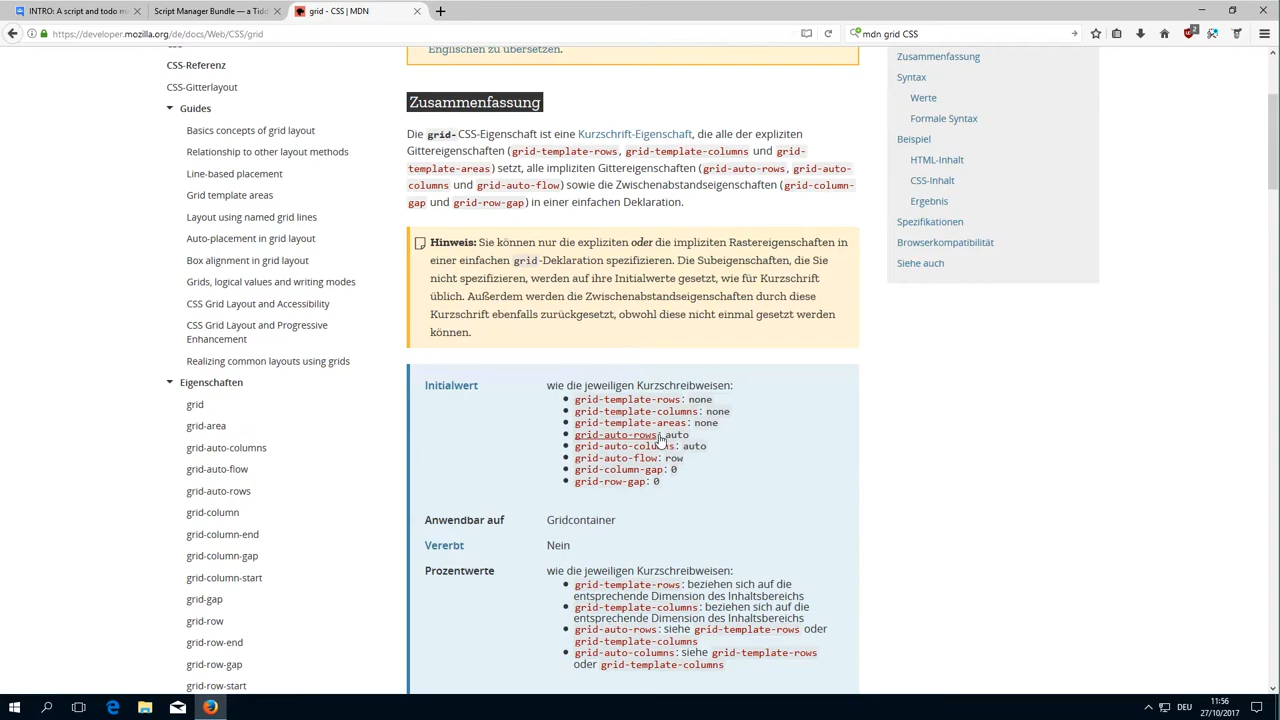 INTRO: A script and todo m
Script Manager Bundle — a Tidd
grid - CSS | MDN
https://developer.mozilla.org/de/docs/Web/CSS/grid
mdn grid CSS
2
CSS-Referenz
CSS-Gitterlayout
Guides
Basics concepts of grid layout
Relationship to other layout methods
Line-based placement
Grid template areas
Layout using named grid lines
Auto-placement in grid layout
Box alignment in grid layout
Grids, logical values and writing modes
CSS Grid Layout and Accessibility
CSS Grid Layout and Progressive
Enhancement
Realizing common layouts using grids
Eigenschaften
grid
grid-area
grid-auto-columns
grid-auto-flow
grid-auto-rows
grid-column
grid-column-end
grid-column-gap
grid-column-start
grid-gap
grid-row
grid-row-end
grid-row-gap
grid-row-start
Englischen zu übersetzen.
Zusammenfassung
Die grid-CSS-Eigenschaft ist eine Kurzschrift-Eigenschaft, die alle der expliziten
Gittereigenschaften (grid-template-rows, grid-template-columns und grid-
template-areas) setzt, alle impliziten Gittereigenschaften (grid-auto-rows, grid-auto-
columns und grid-auto-flow) sowie die Zwischenabstandseigenschaften (grid-column-
gap und grid-row-gap) in einer einfachen Deklaration.
Hinweis: Sie können nur die expliziten oder die impliziten Rastereigenschaften in
einer einfachen grid-Deklaration spezifizieren. Die Subeigenschaften, die Sie
nicht spezifizieren, werden auf ihre Initialwerte gesetzt, wie für Kurzschrift
üblich. Außerdem werden die Zwischenabstandseigenschaften durch diese
Kurzschrift ebenfalls zurückgesetzt, obwohl diese nicht einmal gesetzt werden
können.
Initialwert
wie die jeweiligen Kurzschreibweisen:
grid-template-rows: none
grid-template-columns: none
grid-template-areas: none
grid-auto-rows: auto
grid-auto-columns: auto
grid-auto-flow: row
grid-column-gap: 0
grid-row-gap: 0
Anwendbar auf
Gridcontainer
Vererbt
Nein
Prozentwerte
wie die jeweiligen Kurzschreibweisen:
grid-template-rows: beziehen sich auf die
entsprechende Dimension des Inhaltsbereichs
grid-template-columns: beziehen sich auf die
entsprechende Dimension des Inhaltsbereichs
grid-auto-rows: siehe grid-template-rows oder
grid-template-columns
grid-auto-columns: siehe grid-template-rows
oder grid-template-columns
Zusammenfassung
Syntax
Werte
Formale Syntax
Beispiel
HTML-Inhalt
CSS-Inhalt
Ergebnis
Spezifikationen
Browserkompatibilität
Siehe auch
DEU
11:56
27/10/2017